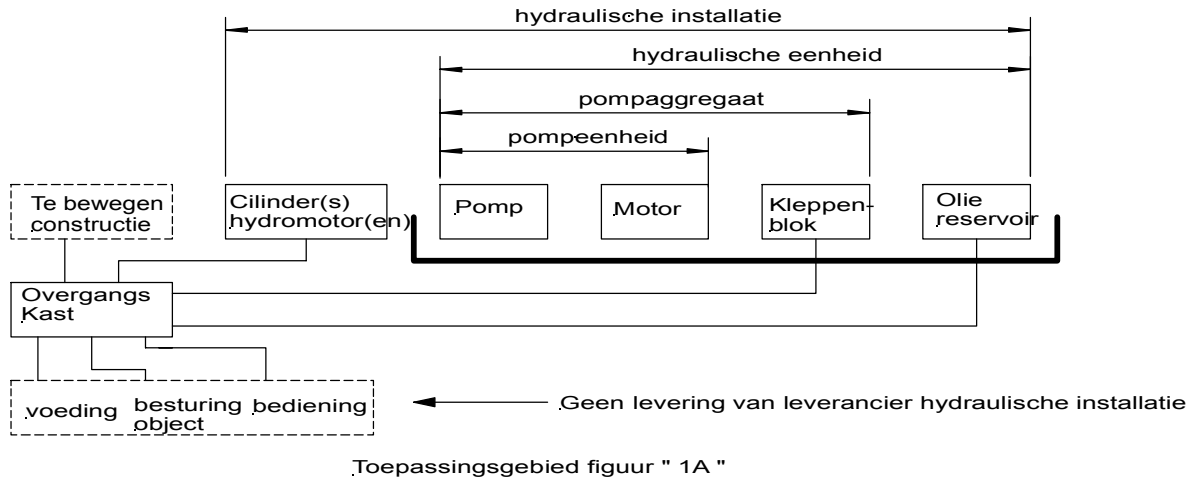 hydraulische installatie
hydraulische eenheid
pompaggregaat
pompeenheid
Te bewegen
constructie
Cilinder(s)
hydromotor(en)
Pomp
Motor
Kleppen-
blok
Olie
reservoir
Overgangs
Kast
voeding
besturing
object
bediening
Geen levering van leverancier hydraulische installatie
Toepassingsgebied figuur " 1A "